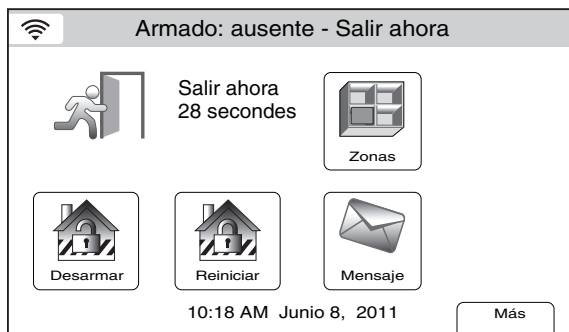 Armado: ausente - Salir ahora
Salir ahora
28 secondes
Zonas
Desarmar
Reiniciar
Mensaje
10:18 AM Junio 8, 2011
Más